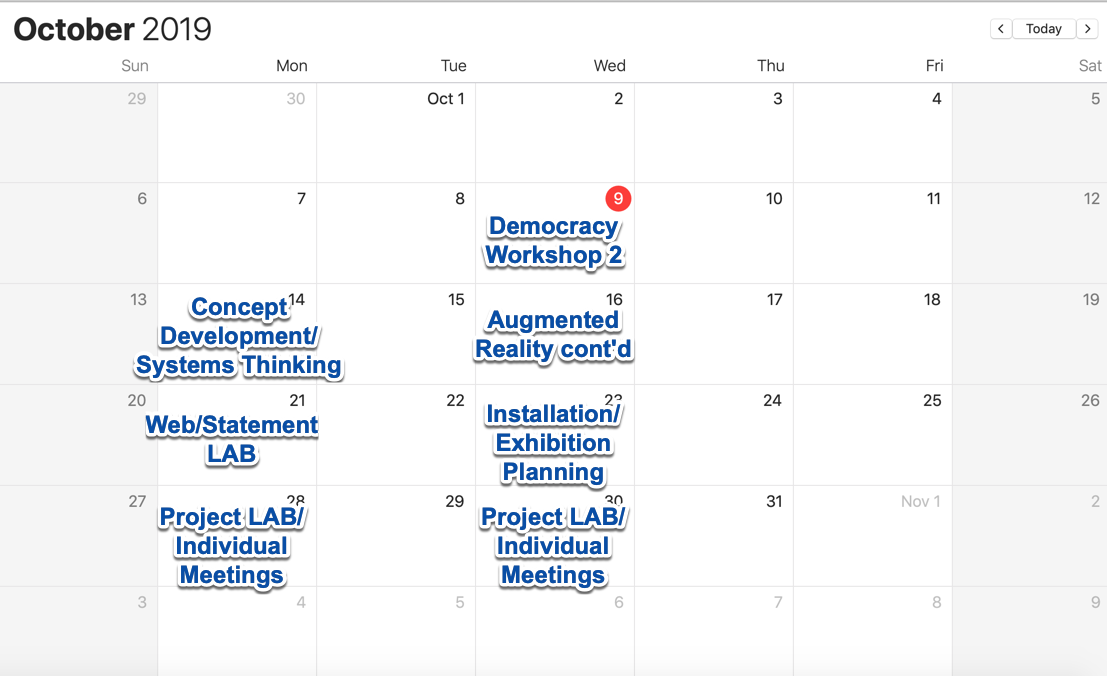 October 2019
< Today >
Sun Mon Tue Wed Thu Fri Sat
29 30 Oct 1 2 3 4 5
6 7 8 9 10 11 12
Democracy
Workshop 2
13 14 15 16 17 18 19
Concept
Development/
Systems Thinking
Augmented
Reality cont'd
20 21 22 23 24 25 26
Web/Statement
LAB
Installation/
Exhibition
Planning
27 28 29 30 31 Nov 1 2
Project LAB/
Individual
Meetings
Project LAB/
Individual
Meetings
3 4 5 6 7 8 9